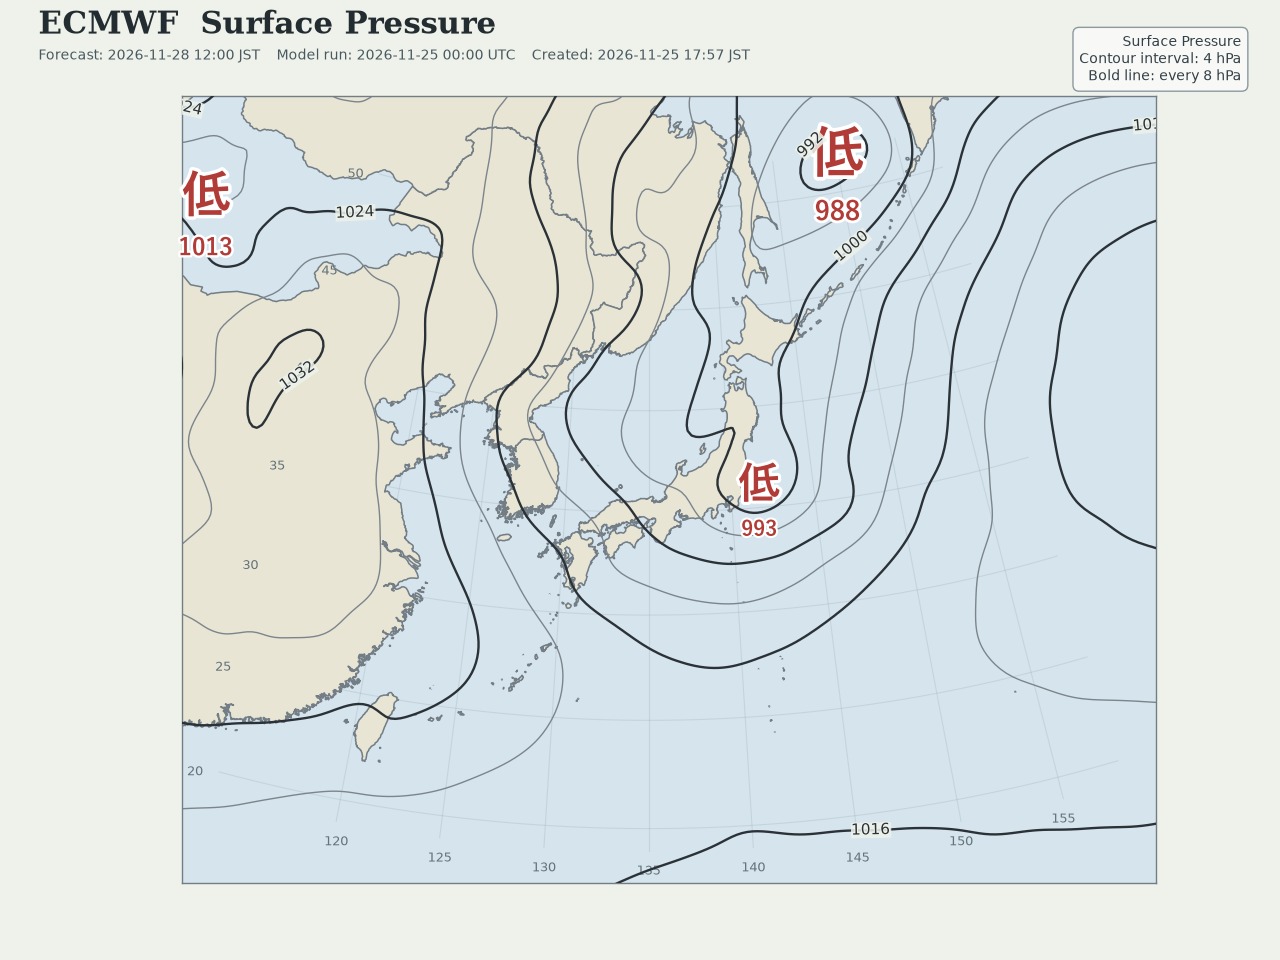 ECMWF  Surface Pressure
Forecast: 2026-11-28 12:00 JST    Model run: 2026-11-25 00:00 UTC    Created: 2026-11-25 17:57 JST
Surface Pressure
Contour interval: 4 hPa
Bold line: every 8 hPa
24
992
低
988
低
1013
50
1024
1000
45
1032
35
低
993
30
25
20
1016
120
125
130
135
140
145
150
155